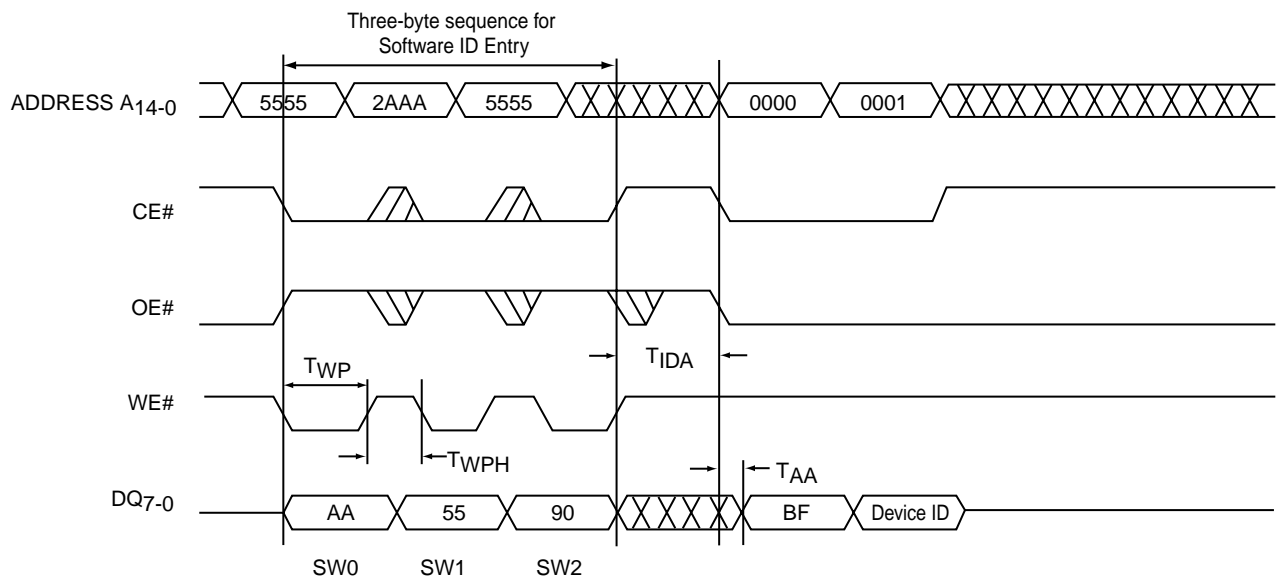 Three-byte sequence for
Software ID Entry
ADDRESS A14-0
5555
2AAA
5555
0000
0001
CE#
OE#
TIDA
TWP
WE#
TWPH
TAA
DQ7-0
AA
55
90
BF
Device ID
SW0
SW1
SW2